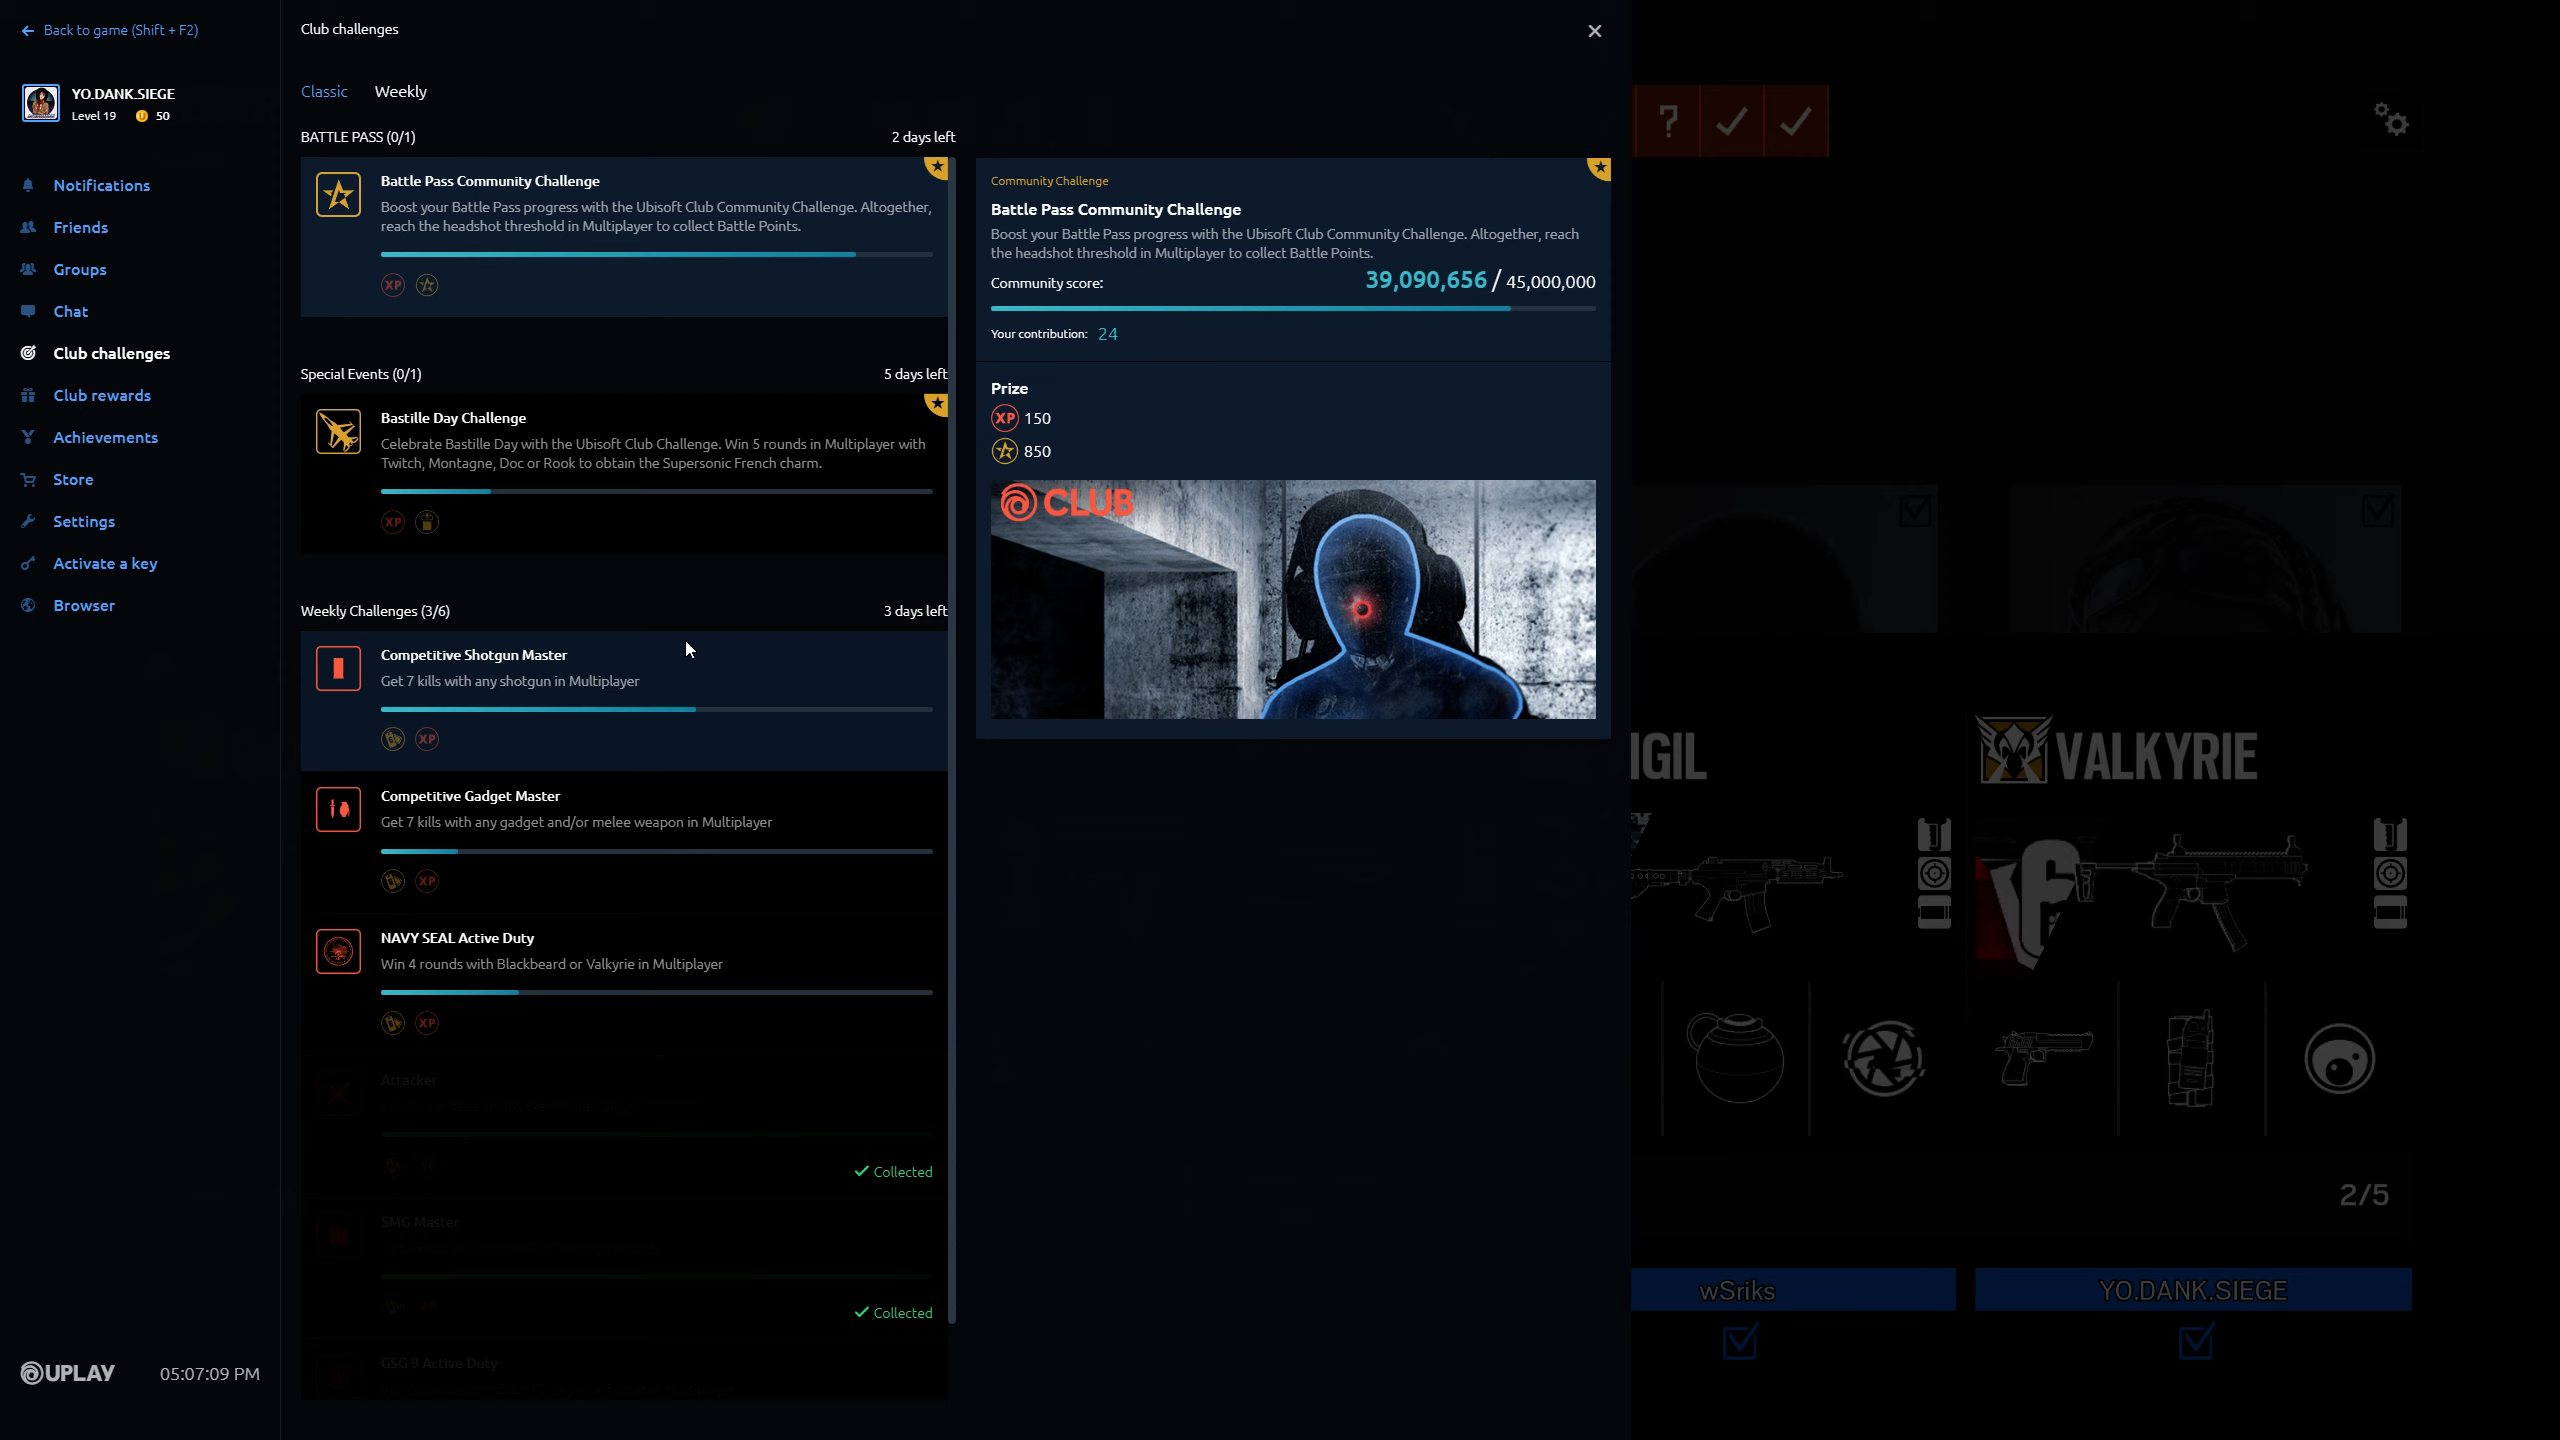 Back to game (Shift + F2)
YO.DANK.SIEGE
Level 19 50
Notifications
Friends
Groups
Chat
Club challenges
Club rewards
Achievements
Store
Settings
Activate a key
Browser
UPLAY 05:07:09 PM
Club challenges
Classic Weekly
BATTLE PASS (0/1) 2 days left
Battle Pass Community Challenge
Boost your Battle Pass progress with the Ubisoft Club Community Challenge. Altogether,
reach the headshot threshold in Multiplayer to collect Battle Points.
XP
Special Events (0/1) 5 days left
Bastille Day Challenge
Celebrate Bastille Day with the Ubisoft Club Challenge. Win 5 rounds in Multiplayer with
Twitch, Montagne, Doc or Rook to obtain the Supersonic French charm.
XP
Weekly Challenges (3/6) 3 days left
Competitive Shotgun Master
Get 7 kills with any shotgun in Multiplayer
XP
Competitive Gadget Master
Get 7 kills with any gadget and/or melee weapon in Multiplayer
XP
NAVY SEAL Active Duty
Win 4 rounds with Blackbeard or Valkyrie in Multiplayer
XP
Attacker
Collected
SMG Master
Collected
GSG 9 Active Duty
Community Challenge
Battle Pass Community Challenge
Boost your Battle Pass progress with the Ubisoft Club Community Challenge. Altogether, reach
the headshot threshold in Multiplayer to collect Battle Points.
Community score: 39,090,656 / 45,000,000
Your contribution: 24
Prize
XP 150
850
CLUB
?
IGIL
VALKYRIE
2/5
wSriks
YO.DANK.SIEGE